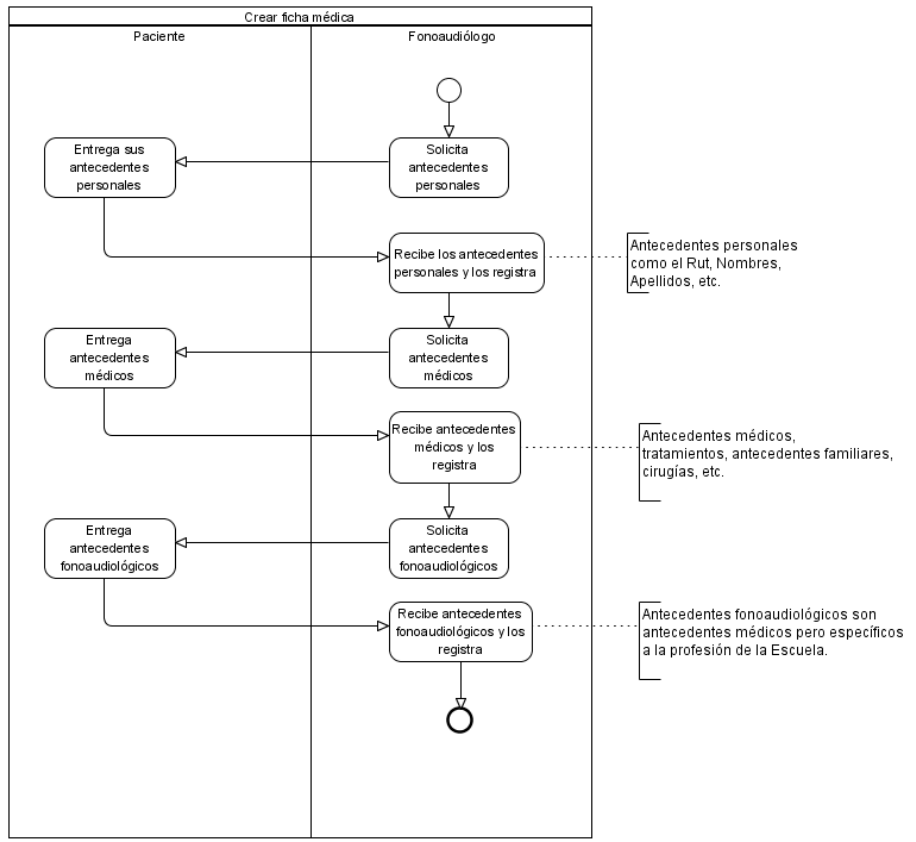 Crear ficha médica
Paciente
Fonoaudiólogo
Entrega sus
antecedentes
personales
Solicita
antecedentes
personales
Recibe los antecedentes
personales y los registra
Antecedentes personales
como el Rut, Nombres,
Apellidos, etc.
Entrega
antecedentes
médicos
Solicita
antecedentes
médicos
Recibe antecedentes
médicos y los
registra
Antecedentes médicos,
tratamientos, antecedentes familiares,
cirugías, etc.
Entrega
antecedentes
fonoaudiológicos
Solicita
antecedentes
fonoaudiológicos
Recibe antecedentes
fonoaudiológicos y los
registra
Antecedentes fonoaudiológicos son
antecedentes médicos pero específicos
a la profesión de la Escuela.